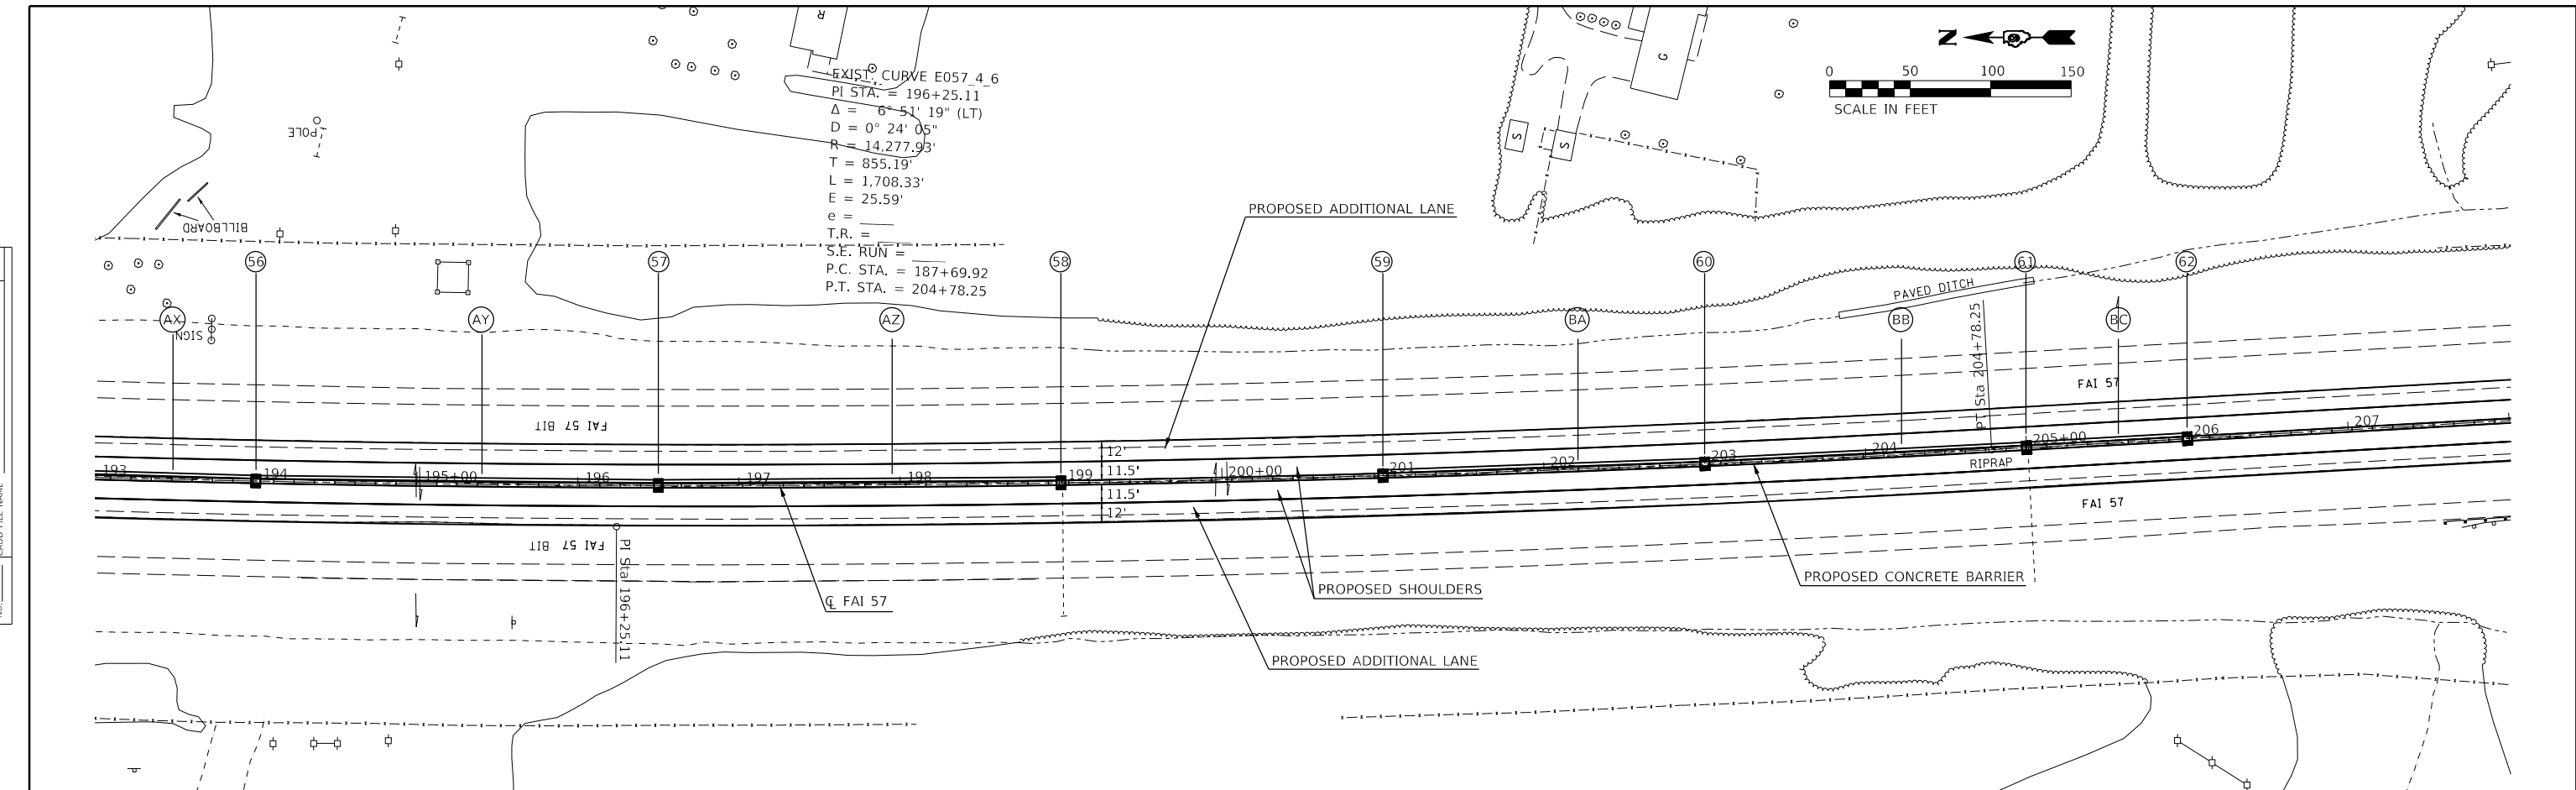 R
EXIST. CURVE E057_4_6
PI STA. = 196+25.11
Δ = 6° 51' 19" (LT)
D = 0° 24' 05"
R = 14,277.93'
T = 855.19'
L = 1,708.33'
E = 25.59'
e = ____
T.R. = ____
S.E. RUN = ____
P.C. STA. = 187+69.92
P.T. STA. = 204+78.25
POLE
BILLBOARD
SIGN
G
S
S
N
0 50 100 150
SCALE IN FEET
PROPOSED ADDITIONAL LANE
56 57 58 59 60 61 62
AX AY AZ BA BB BC
PAVED DITCH
PT Sta 204+78.25
FAI 57
FAI 57 BIT
193 194 195+00 196 197 198 199 200+00 201 202 203 204 205+00 206 207
12'
11.5'
11.5'
12'
RIPRAP
FAI 57
FAI 57 BIT
PI Sta 196+25.11
℄ FAI 57
PROPOSED SHOULDERS
PROPOSED CONCRETE BARRIER
PROPOSED ADDITIONAL LANE